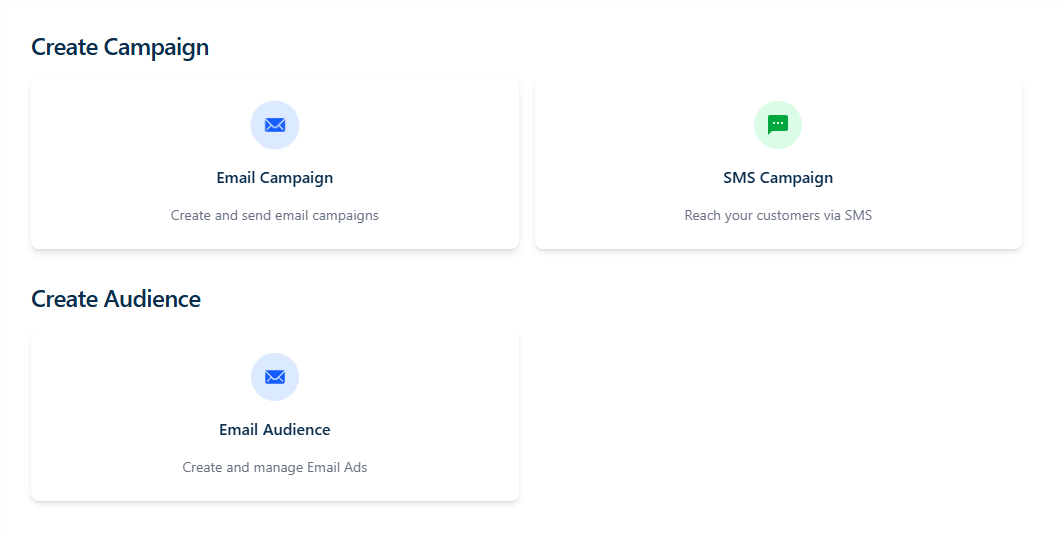 Create Campaign
Email Campaign
Create and send email campaigns
SMS Campaign
Reach your customers via SMS
Create Audience
Email Audience
Create and manage Email Ads